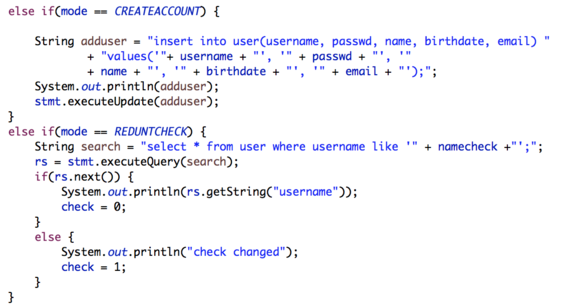 else if(mode == CREATEACCOUNT) {
String adduser = "insert into user(username, passwd, name, birthdate, email) "
+ "values('"+ username + "', '" + passwd + "', '"
+ name + "', '" + birthdate + "', '" + email + "');";
System.out.println(adduser);
stmt.executeUpdate(adduser);
}
else if(mode == REDUNTCHECK) {
String search = "select * from user where username like '" + namecheck +"';";
rs = stmt.executeQuery(search);
if(rs.next()) {
System.out.println(rs.getString("username"));
check = 0;
}
else {
System.out.println("check changed");
check = 1;
}
}